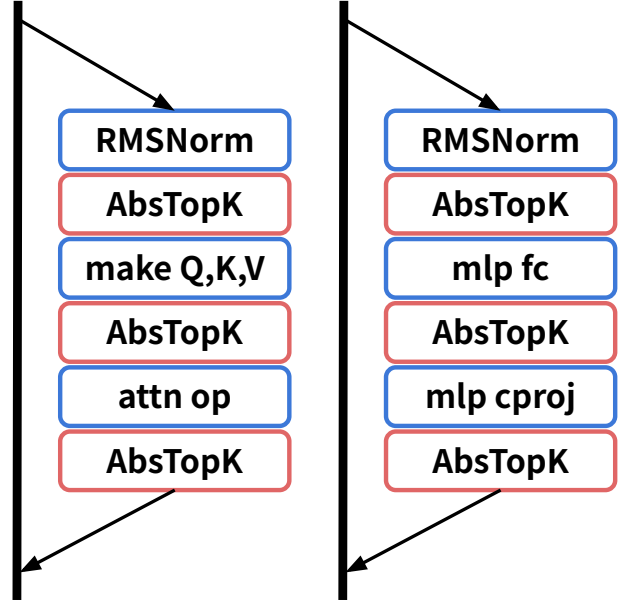 RMSNorm
AbsTopK
make Q,K,V
AbsTopK
attn op
AbsTopK
RMSNorm
AbsTopK
mlp fc
AbsTopK
mlp cproj
AbsTopK